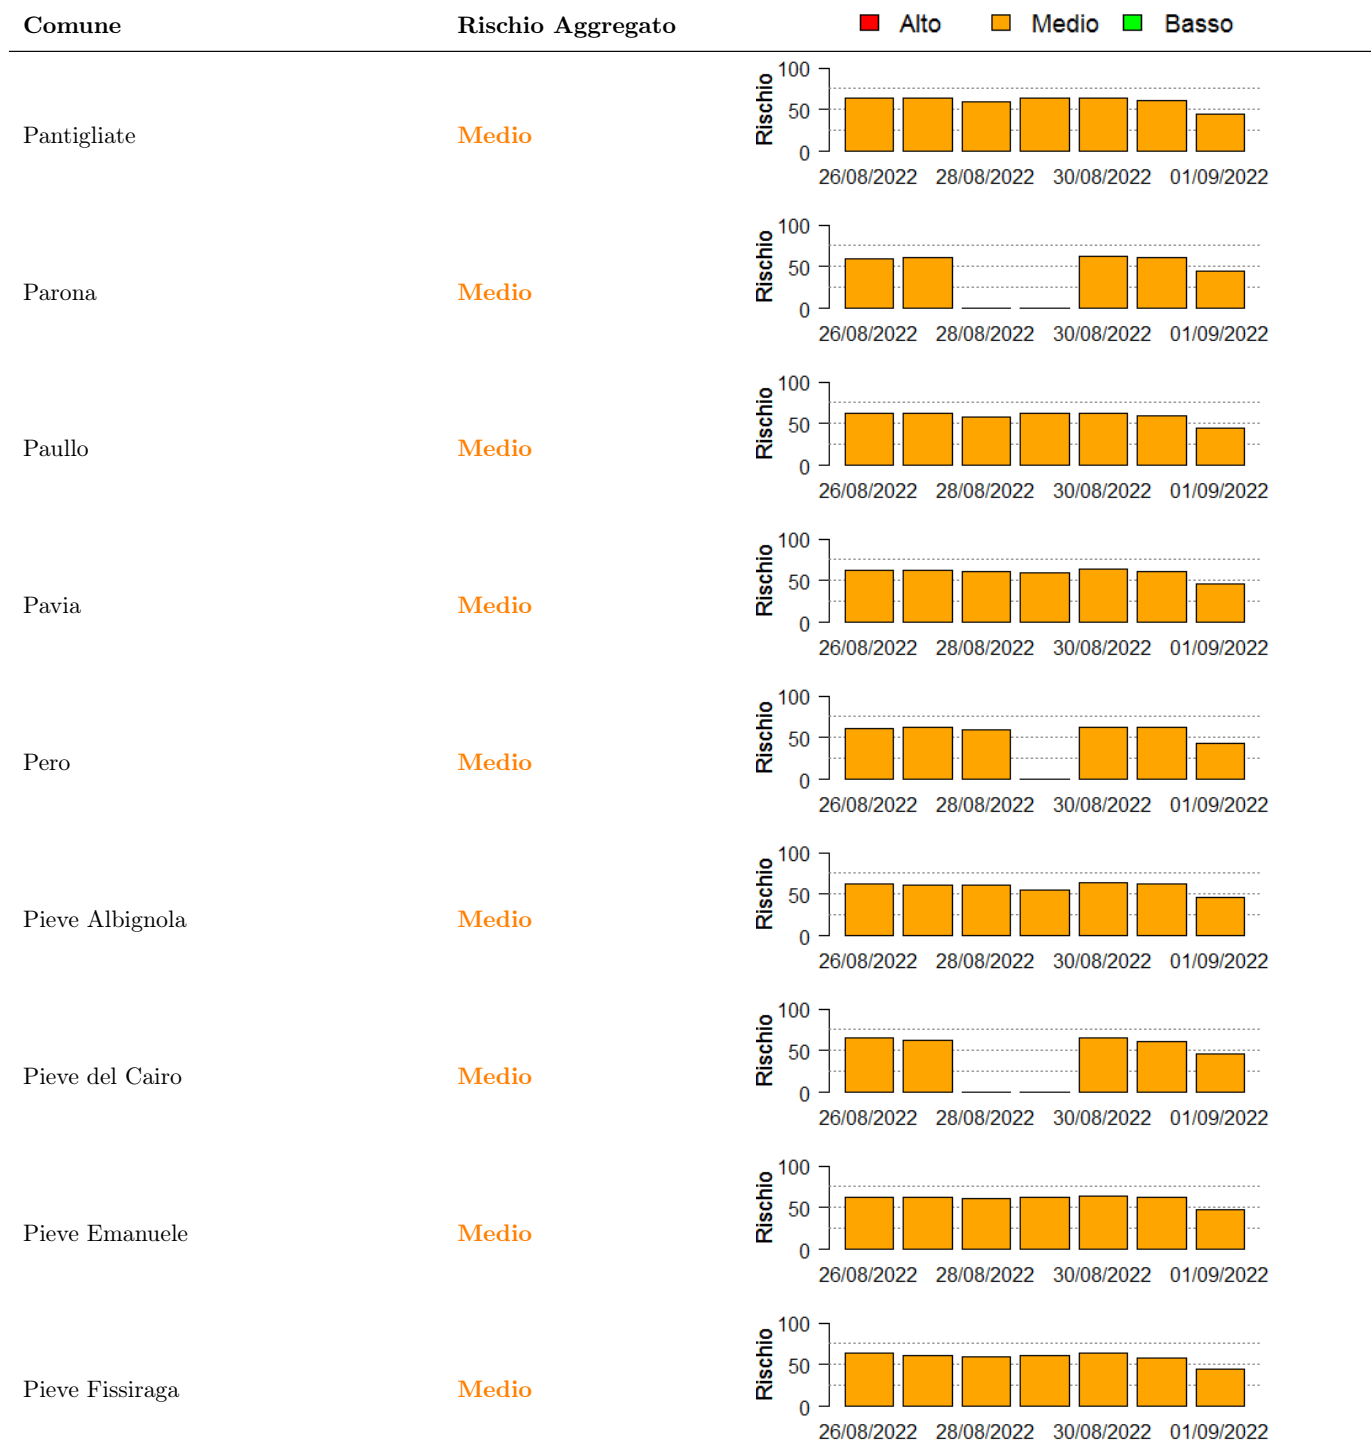 Comune Rischio Aggregato Alto Medio Basso
100
50
0
Rischio
Pantigliate Medio
26/08/2022 28/08/2022 30/08/2022 01/09/2022
100
50
0
Rischio
Parona Medio
26/08/2022 28/08/2022 30/08/2022 01/09/2022
100
50
0
Rischio
Paullo Medio
26/08/2022 28/08/2022 30/08/2022 01/09/2022
100
50
0
Rischio
Pavia Medio
26/08/2022 28/08/2022 30/08/2022 01/09/2022
100
50
0
Rischio
Pero Medio
26/08/2022 28/08/2022 30/08/2022 01/09/2022
100
50
0
Rischio
Pieve Albignola Medio
26/08/2022 28/08/2022 30/08/2022 01/09/2022
100
50
0
Rischio
Pieve del Cairo Medio
26/08/2022 28/08/2022 30/08/2022 01/09/2022
100
50
0
Rischio
Pieve Emanuele Medio
26/08/2022 28/08/2022 30/08/2022 01/09/2022
100
50
0
Rischio
Pieve Fissiraga Medio
26/08/2022 28/08/2022 30/08/2022 01/09/2022